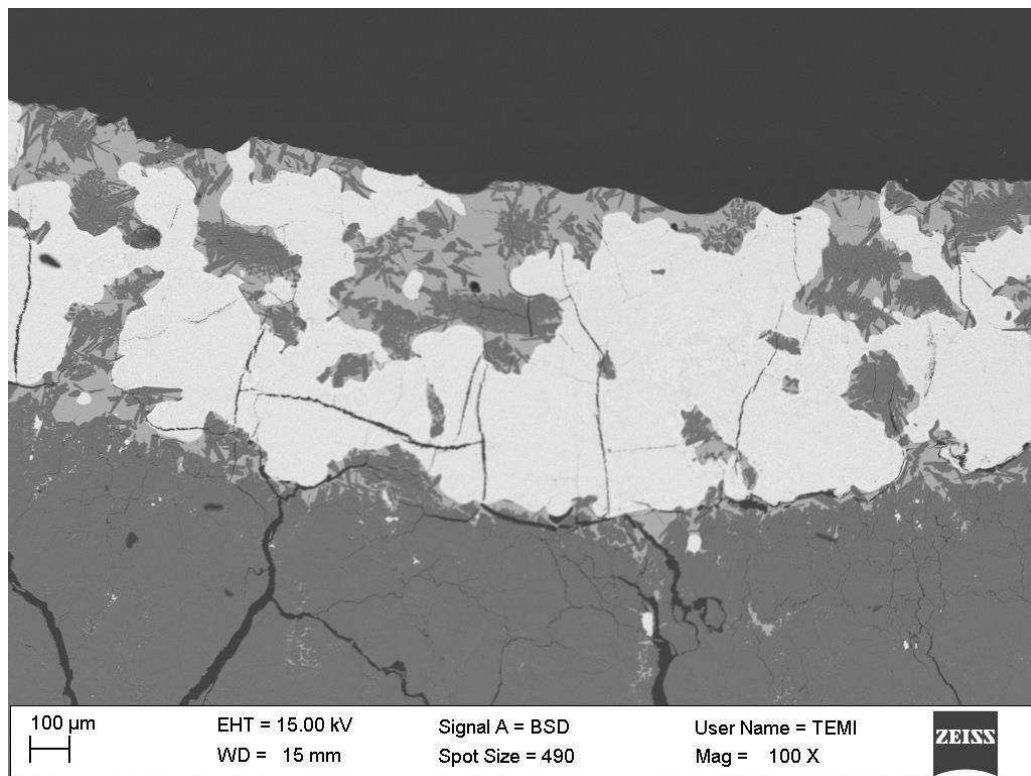 100 µm
EHT = 15.00 kV
Signal A = BSD
User Name = TEMI
WD = 15 mm
Spot Size = 490
Mag = 100 X
ZEISS